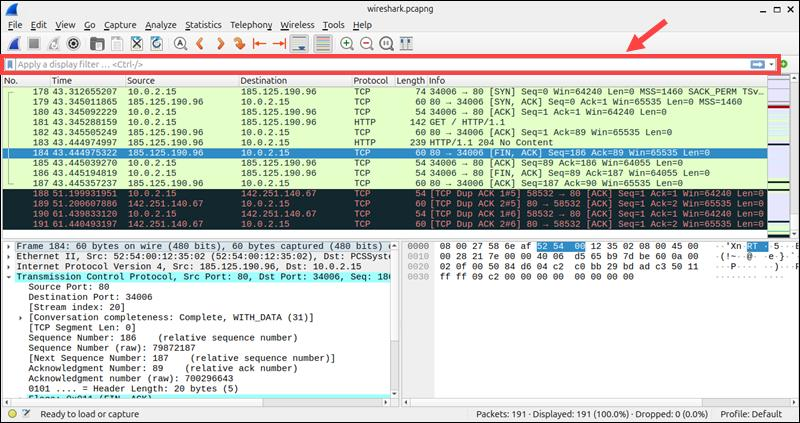 wireshark.pcapng
File Edit View Go Capture Analyze Statistics Telephony Wireless Tools Help
Apply a display filter … <Ctrl-/>
No. Time Source Destination Protocol Length Info
178 43.312655207 10.0.2.15 185.125.190.96 TCP 74 34006 → 80 [SYN] Seq=0 Win=64240 Len=0 MSS=1460 SACK_PERM TSv…
179 43.345011865 185.125.190.96 10.0.2.15 TCP 60 80 → 34006 [SYN, ACK] Seq=0 Ack=1 Win=65535 Len=0 MSS=1460
180 43.345092229 10.0.2.15 185.125.190.96 TCP 54 34006 → 80 [ACK] Seq=1 Ack=1 Win=64240 Len=0
181 43.345288159 10.0.2.15 185.125.190.96 HTTP 142 GET / HTTP/1.1
182 43.345505249 185.125.190.96 10.0.2.15 TCP 60 80 → 34006 [ACK] Seq=1 Ack=89 Win=65535 Len=0
183 43.444974997 185.125.190.96 10.0.2.15 HTTP 239 HTTP/1.1 204 No Content
184 43.444975322 185.125.190.96 10.0.2.15 TCP 60 80 → 34006 [FIN, ACK] Seq=186 Ack=89 Win=65535 Len=0
185 43.445039270 10.0.2.15 185.125.190.96 TCP 54 34006 → 80 [ACK] Seq=89 Ack=186 Win=64055 Len=0
186 43.445194819 10.0.2.15 185.125.190.96 TCP 54 34006 → 80 [FIN, ACK] Seq=89 Ack=187 Win=64055 Len=0
187 43.445357237 185.125.190.96 10.0.2.15 TCP 60 80 → 34006 [ACK] Seq=187 Ack=90 Win=65535 Len=0
188 51.199931951 10.0.2.15 142.251.140.67 TCP 54 [TCP Dup ACK 1#5] 58532 → 80 [ACK] Seq=1 Ack=1 Win=64240 Len=0
189 51.200607886 142.251.140.67 10.0.2.15 TCP 60 [TCP Dup ACK 2#5] 80 → 58532 [ACK] Seq=1 Ack=2 Win=65535 Len=0
190 61.439833120 10.0.2.15 142.251.140.67 TCP 54 [TCP Dup ACK 1#6] 58532 → 80 [ACK] Seq=1 Ack=1 Win=64240 Len=0
191 61.440493197 142.251.140.67 10.0.2.15 TCP 60 [TCP Dup ACK 2#6] 80 → 58532 [ACK] Seq=1 Ack=2 Win=65535 Len=0
Frame 184: 60 bytes on wire (480 bits), 60 bytes captured (480 bits)
Ethernet II, Src: 52:54:00:12:35:02 (52:54:00:12:35:02), Dst: PCSSystem
Internet Protocol Version 4, Src: 185.125.190.96, Dst: 10.0.2.15
Transmission Control Protocol, Src Port: 80, Dst Port: 34006, Seq: 186
Source Port: 80
Destination Port: 34006
[Stream index: 20]
[Conversation completeness: Complete, WITH_DATA (31)]
[TCP Segment Len: 0]
Sequence Number: 186 (relative sequence number)
Sequence Number (raw): 79872187
[Next Sequence Number: 187 (relative sequence number)]
Acknowledgment Number: 89 (relative ack number)
Acknowledgment number (raw): 700296643
0101 .... = Header Length: 20 bytes (5)
Flags: 0x011 (FIN, ACK)
0000 08 00 27 58 6e af 52 54 00 12 35 02 08 00 45 00 ··'Xn·RT ··5···E·
0010 00 28 21 7e 00 00 40 06 d5 65 b9 7d be 60 0a 00 ·(!~··@· ·e·}·`··
0020 02 0f 00 50 84 d6 04 c2 c0 bb 29 bd ad c3 50 11 ···P···· ··)···P·
0030 ff ff 09 c2 00 00 00 00 00 00 00 00 ········ ····
Ready to load or capture Packets: 191 · Displayed: 191 (100.0%) · Dropped: 0 (0.0%) Profile: Default